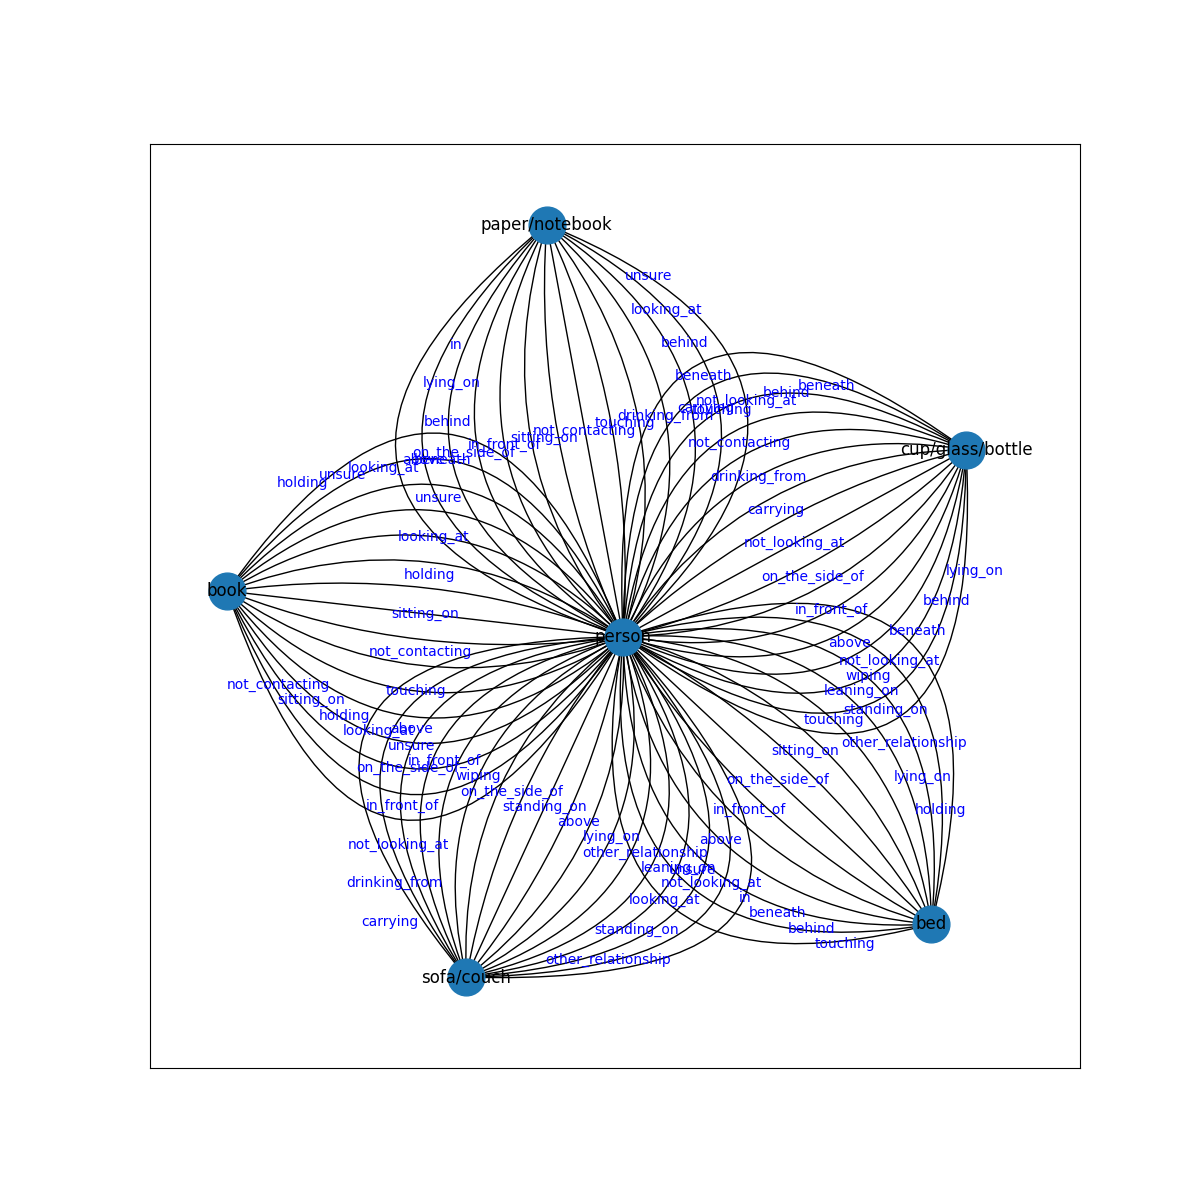 paper/notebook
unsure
looking_at
behind
in
beneath
lying_on
beneath
behind
not_looking_at
carrying
touching
drinking_from
behind
touching
not_contacting
sitting_on
not_contacting
in_front_of
cup/glass/bottle
on_the_side_of
above
beneath
looking_at
unsure
holding
drinking_from
unsure
carrying
looking_at
not_looking_at
lying_on
holding
on_the_side_of
book
behind
in_front_of
sitting_on
beneath
person
above
not_contacting
not_looking_at
wiping
not_contacting
touching
leaning_on
sitting_on
standing_on
holding
touching
looking_at
above
unsure
other_relationship
sitting_on
in_front_of
on_the_side_of
wiping
lying_on
on_the_side_of
on_the_side_of
in_front_of
standing_on
in_front_of
holding
above
lying_on
above
not_looking_at
other_relationship
leaning_on
unsure
drinking_from
not_looking_at
looking_at
in
beneath
carrying
standing_on
behind
bed
touching
other_relationship
sofa/couch